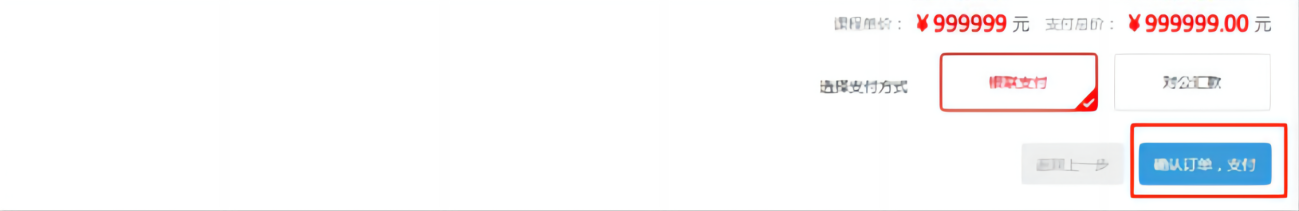 课程单价：￥999999 元 支付总价：￥999999.00 元
选择支付方式 银联支付 对公汇款
返回上一步 确认订单，支付